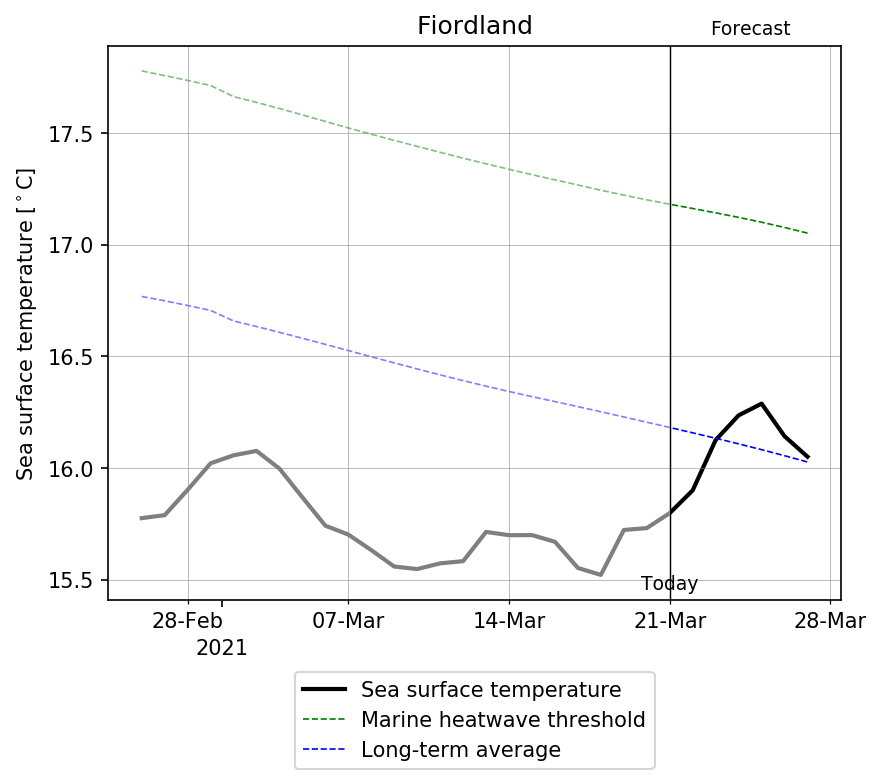 Fiordland
Forecast
Sea surface temperature [°C]
17.5
17.0
16.5
16.0
15.5
Today
28-Feb
07-Mar
14-Mar
21-Mar
28-Mar
2021
Sea surface temperature
Marine heatwave threshold
Long-term average